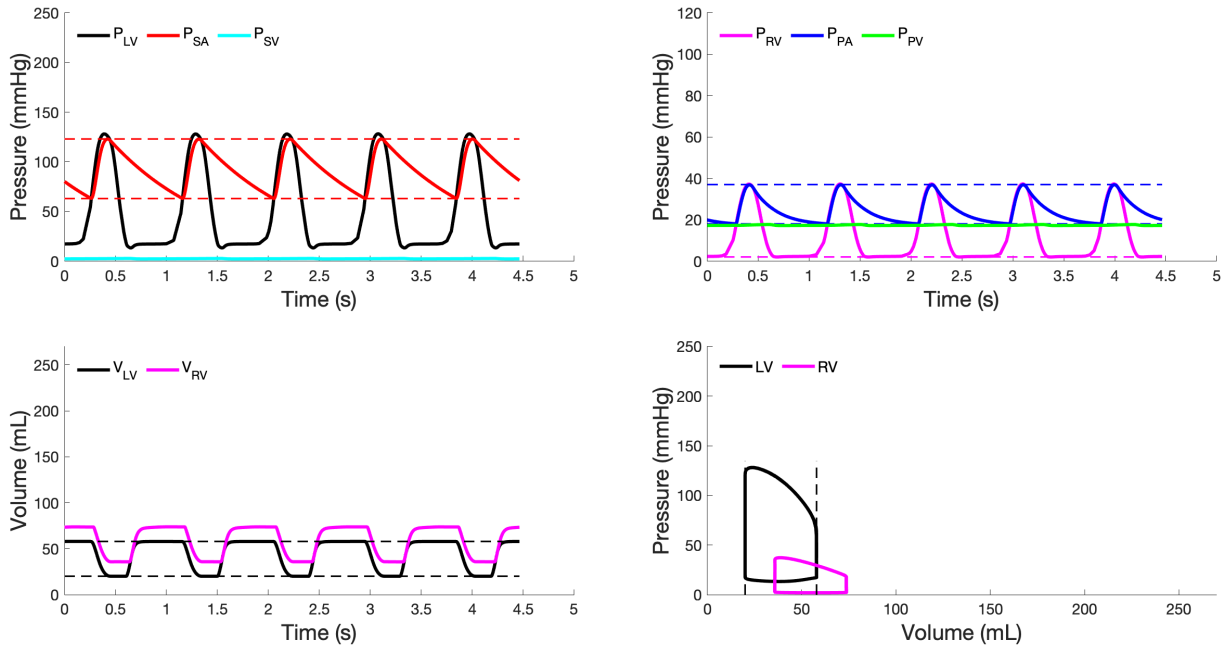 P_LV P_SA P_SV
Pressure (mmHg)
250
200
150
100
50
0
0 0.5 1 1.5 2 2.5 3 3.5 4 4.5 5
Time (s)
P_RV P_PA P_PV
Pressure (mmHg)
120
100
80
60
40
20
0
0 0.5 1 1.5 2 2.5 3 3.5 4 4.5 5
Time (s)
V_LV V_RV
Volume (mL)
250
200
150
100
50
0
0 0.5 1 1.5 2 2.5 3 3.5 4 4.5 5
Time (s)
LV RV
Pressure (mmHg)
250
200
150
100
50
0
0 50 100 150 200 250
Volume (mL)